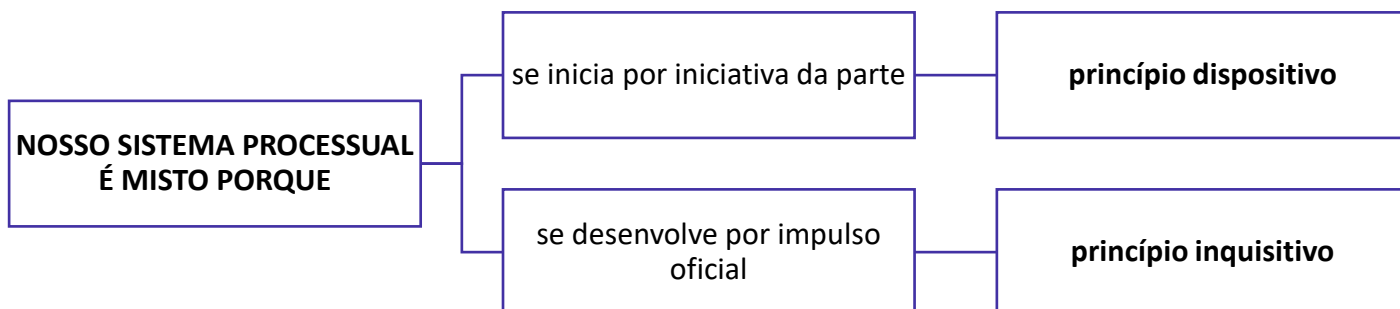 NOSSO SISTEMA PROCESSUAL
É MISTO PORQUE
se inicia por iniciativa da parte
princípio dispositivo
se desenvolve por impulso
oficial
princípio inquisitivo